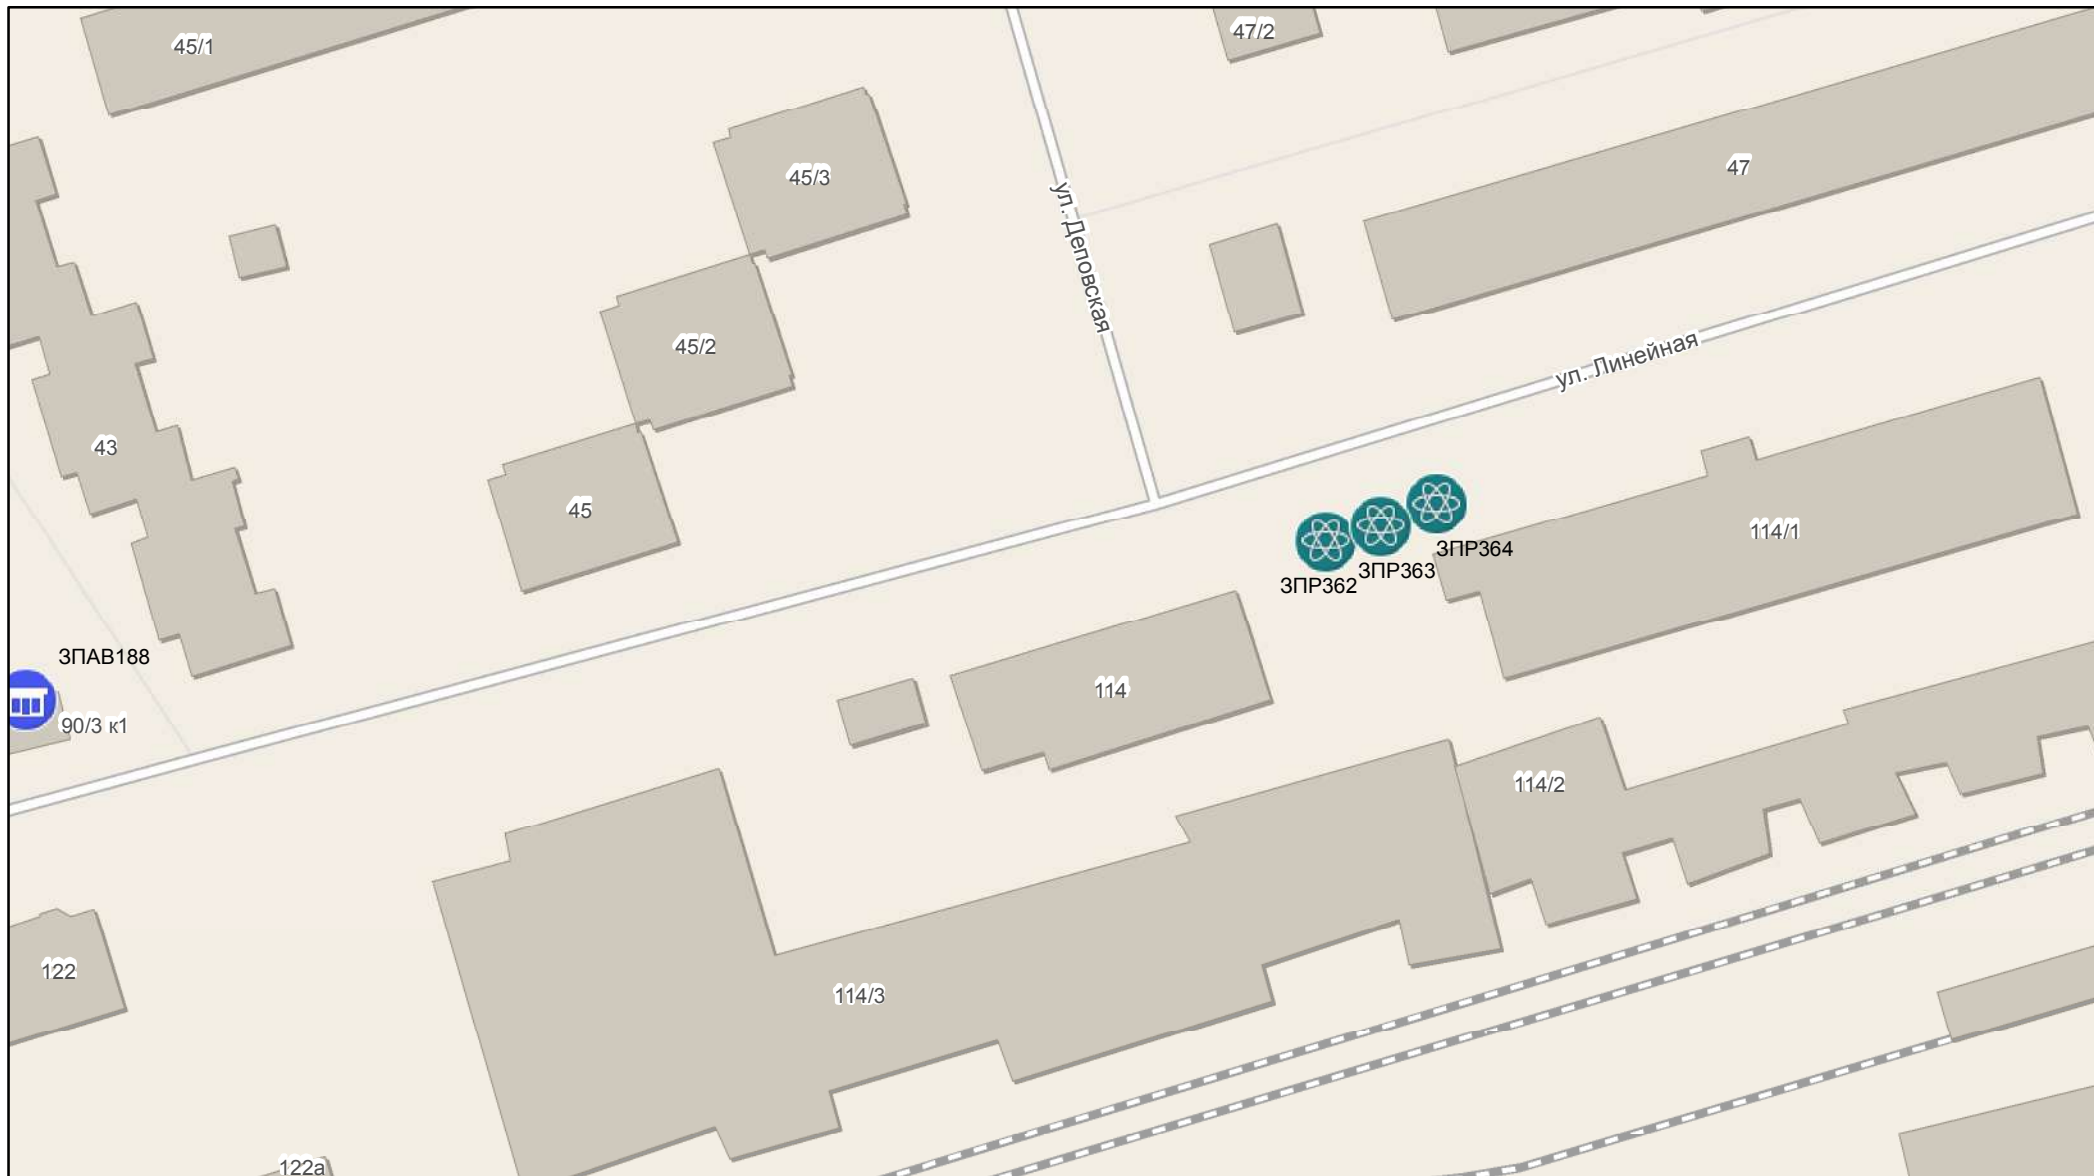 45/1
47/2
45/3
47
ул. Деповская
45/2
ул. Линейная
43
45
114/1
ЗПР364
ЗПР363
ЗПР362
ЗПАВ188
114
90/3 к1
114/2
122
114/3
122а